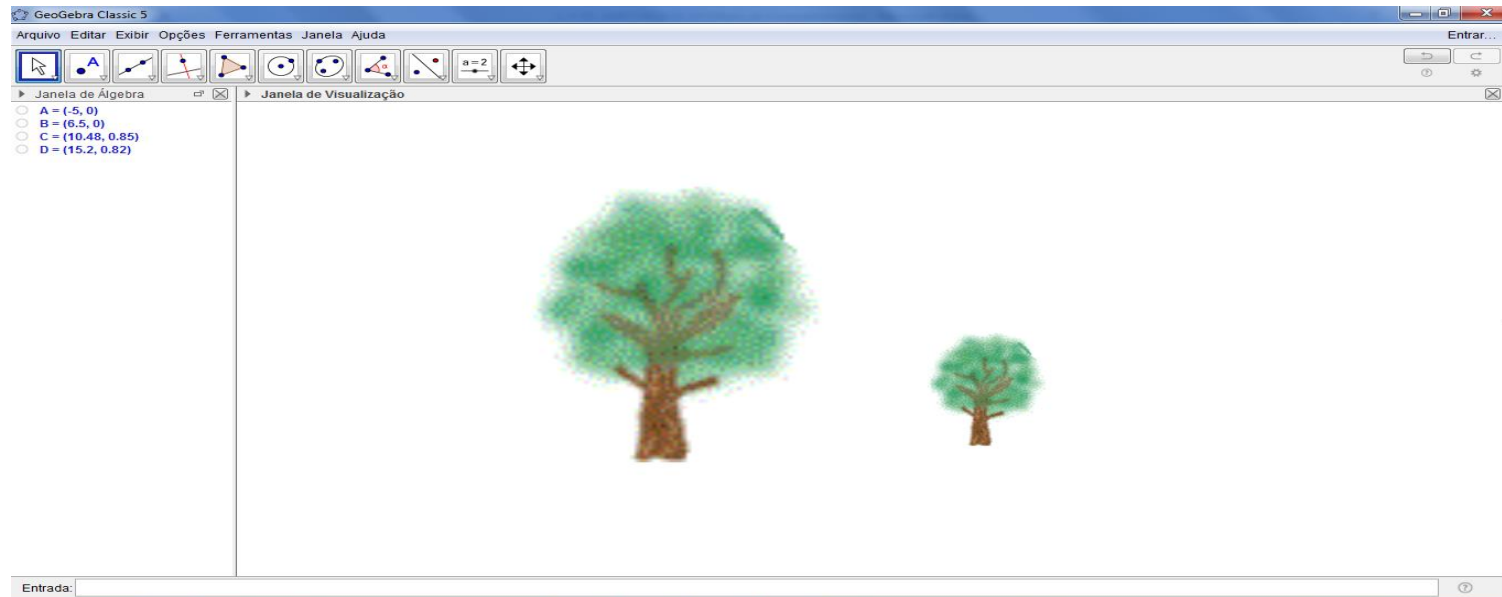 GeoGebra Classic 5
Arquivo Editar Exibir Opções Ferramentas Janela Ajuda
Entrar...
A
a=2
Janela de Álgebra
Janela de Visualização
A = (-5, 0)
B = (6.5, 0)
C = (10.48, 0.85)
D = (15.2, 0.82)
Entrada: